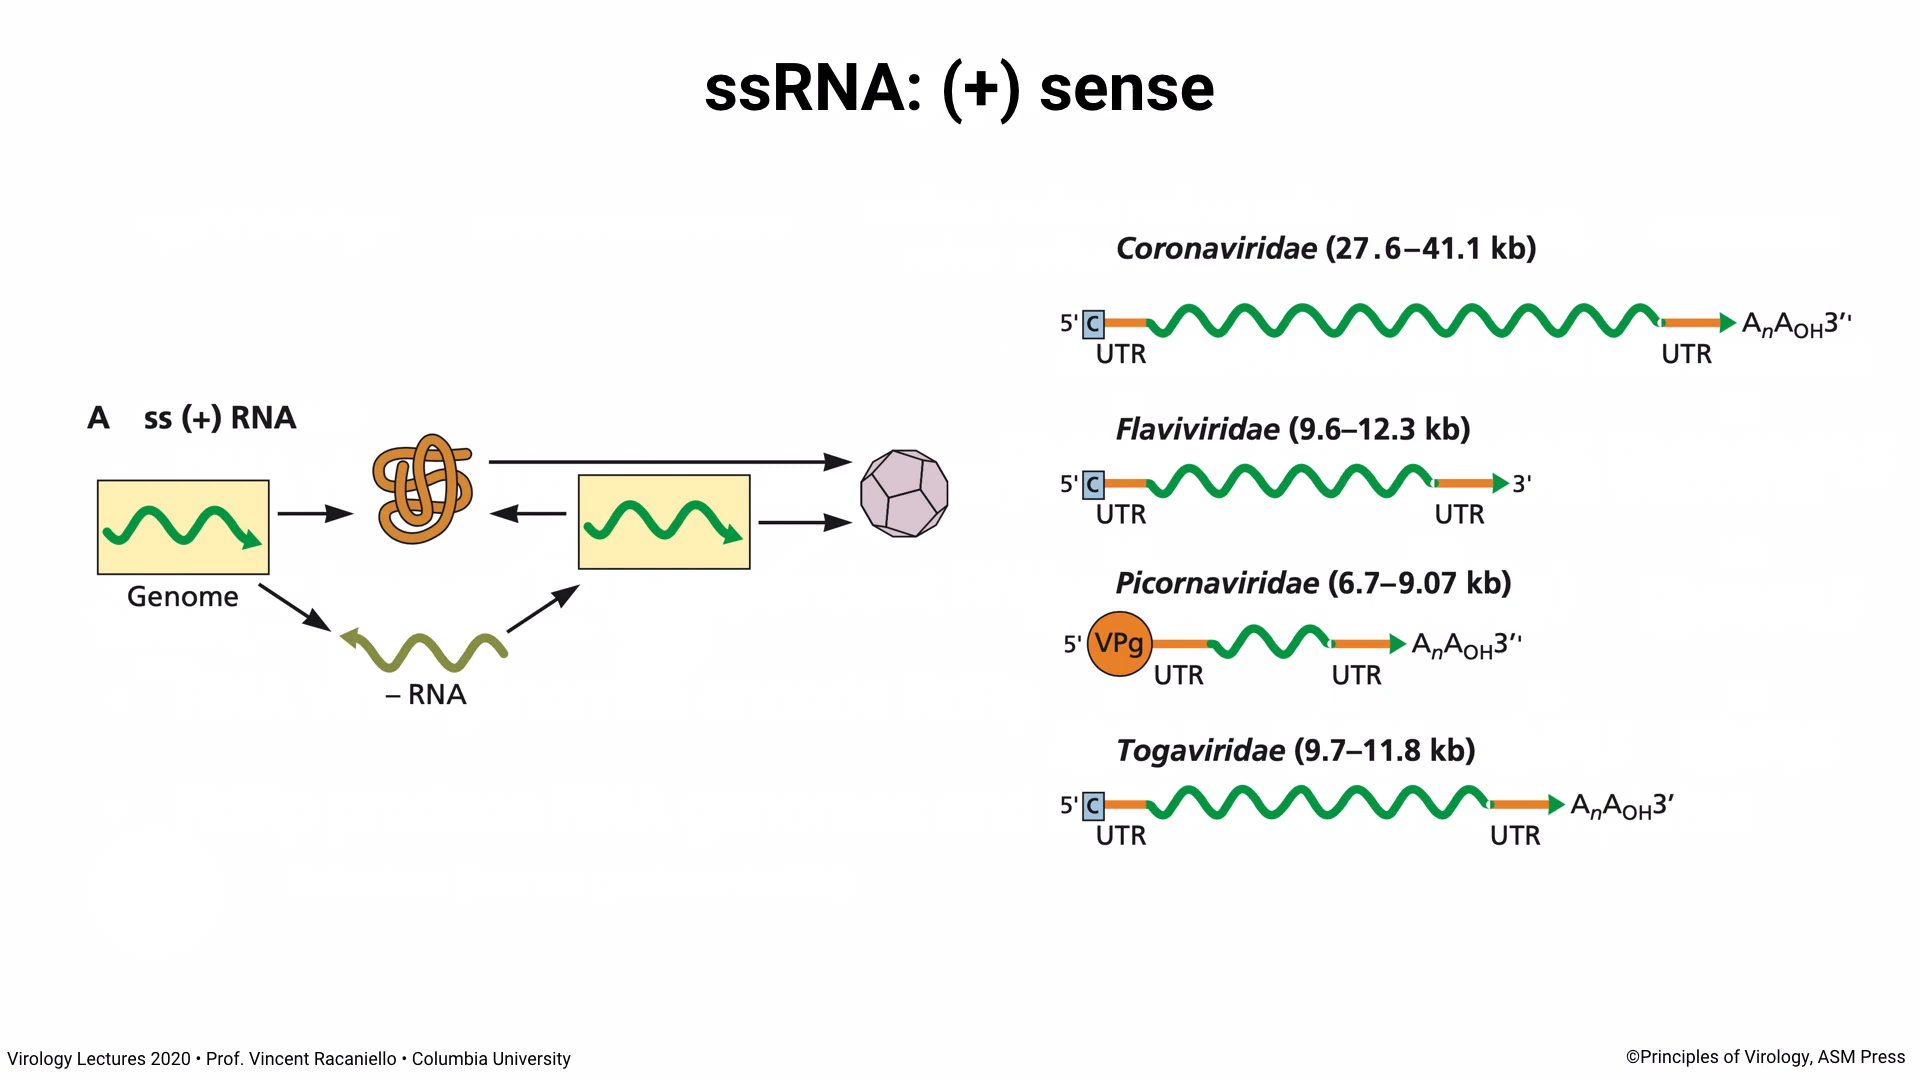 ssRNA: (+) sense
A ss (+) RNA
Genome
– RNA
Coronaviridae (27.6–41.1 kb)
5' C AnAOH3''
UTR UTR
Flaviviridae (9.6–12.3 kb)
5' C 3'
UTR UTR
Picornaviridae (6.7–9.07 kb)
5' VPg AnAOH3''
UTR UTR
Togaviridae (9.7–11.8 kb)
5' C AnAOH3'
UTR UTR
Virology Lectures 2020 • Prof. Vincent Racaniello • Columbia University
©Principles of Virology, ASM Press